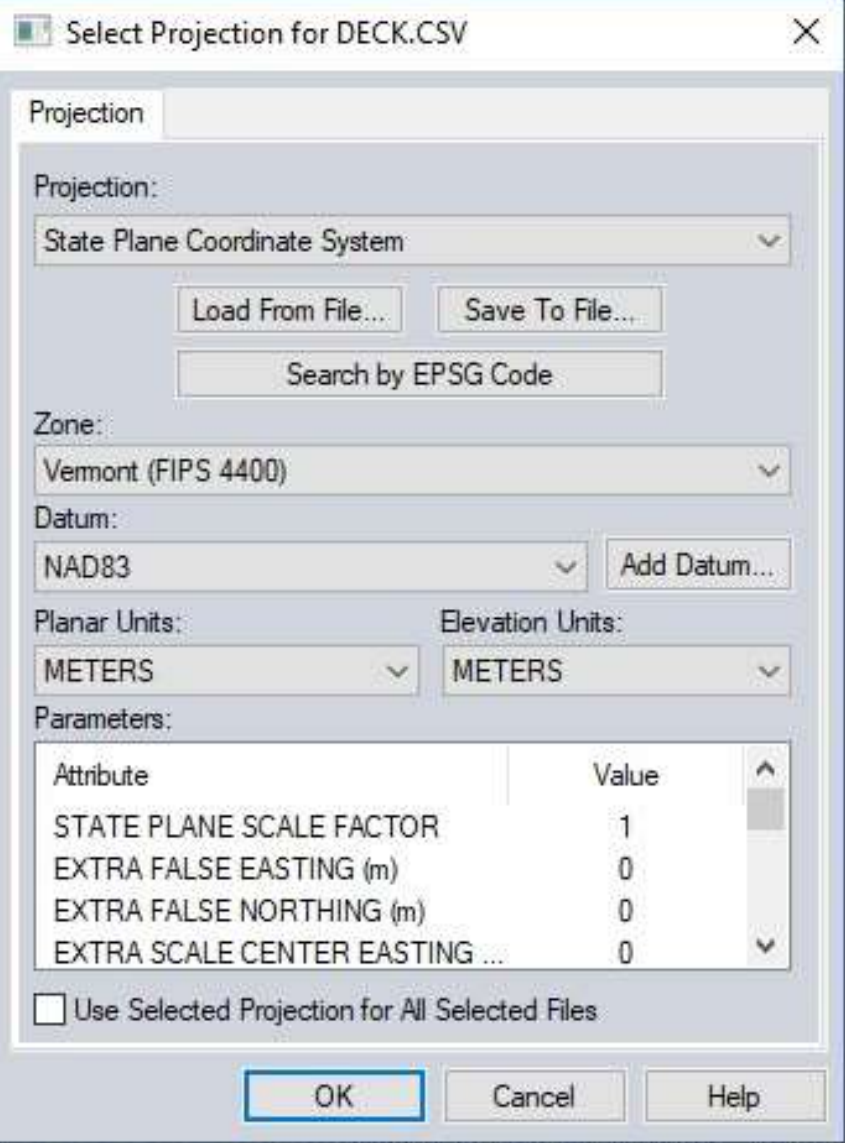 Select Projection for DECK.CSV
Projection
Projection:
State Plane Coordinate System
Load From File... Save To File...
Search by EPSG Code
Zone:
Vermont (FIPS 4400)
Datum:
NAD83 Add Datum...
Planar Units: Elevation Units:
METERS METERS
Parameters:
Attribute Value
STATE PLANE SCALE FACTOR 1
EXTRA FALSE EASTING (m) 0
EXTRA FALSE NORTHING (m) 0
EXTRA SCALE CENTER EASTING ... 0
Use Selected Projection for All Selected Files
OK Cancel Help